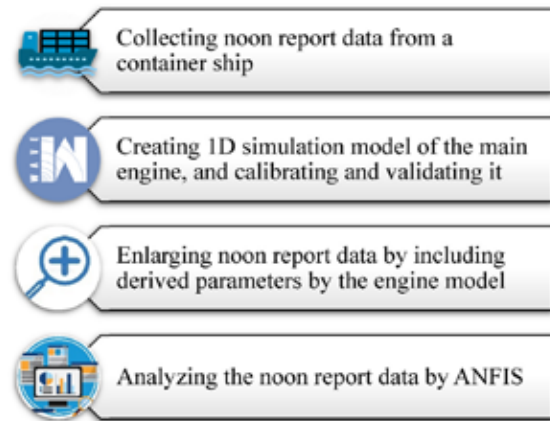 Collecting noon report data from a
container ship
Creating 1D simulation model of the main
engine, and calibrating and validating it
Enlarging noon report data by including
derived parameters by the engine model
Analyzing the noon report data by ANFIS